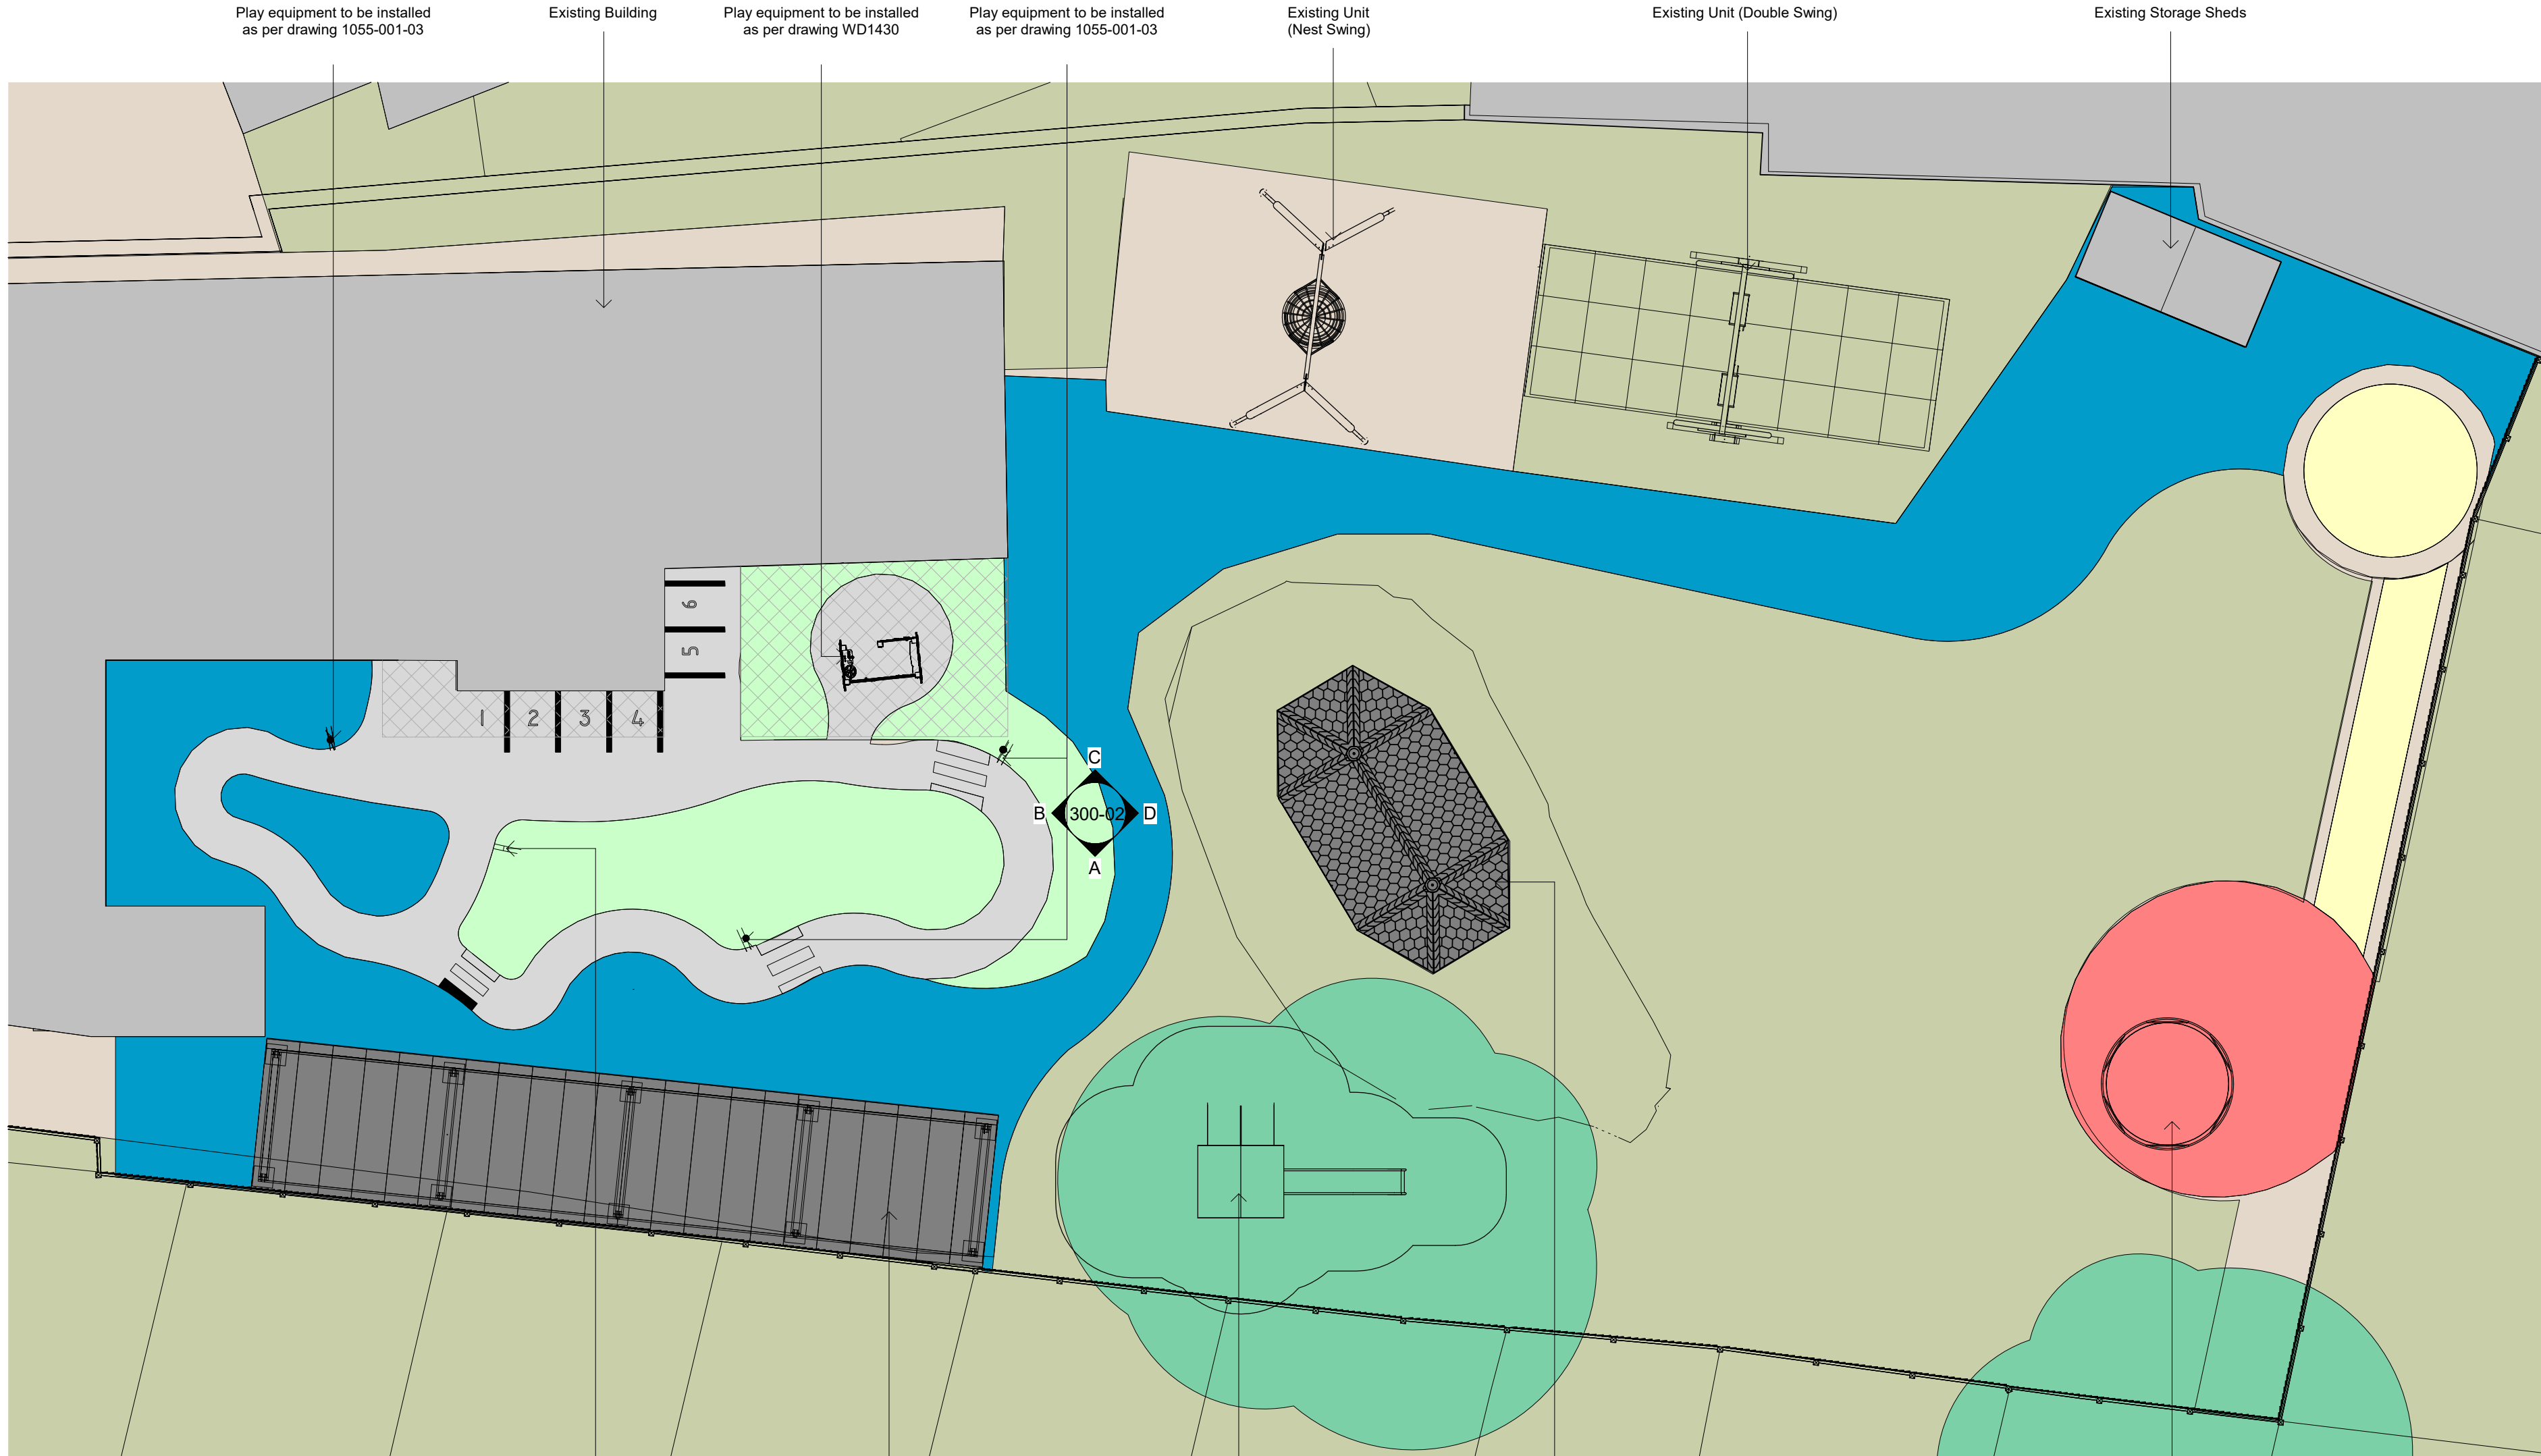 Play equipment to be installed
as per drawing 1055-001-03
Existing Building
Play equipment to be installed
as per drawing WD1430
Play equipment to be installed
as per drawing 1055-001-03
Existing Unit
(Nest Swing)
Existing Unit (Double Swing)
Existing Storage Sheds
6
5
1
2
3
4
C
B
300-02
D
A